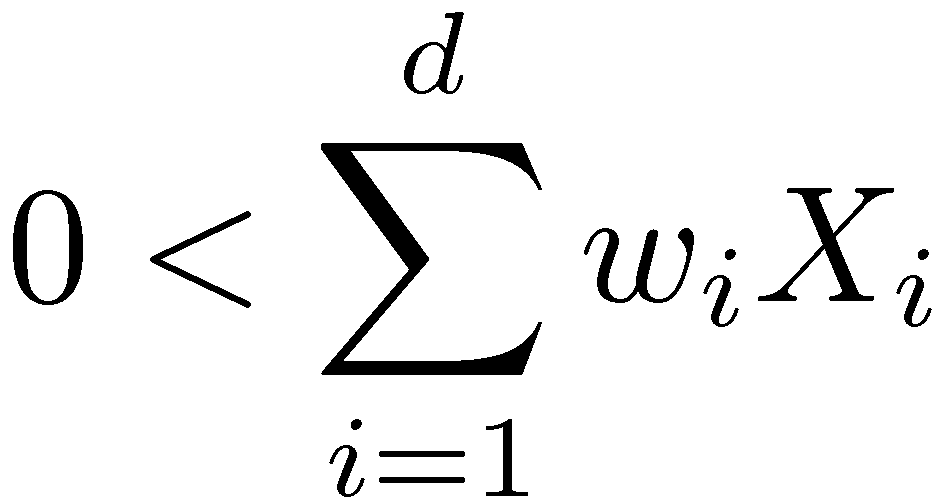 0 < \sum_{i=1}^{d} w_i X_i